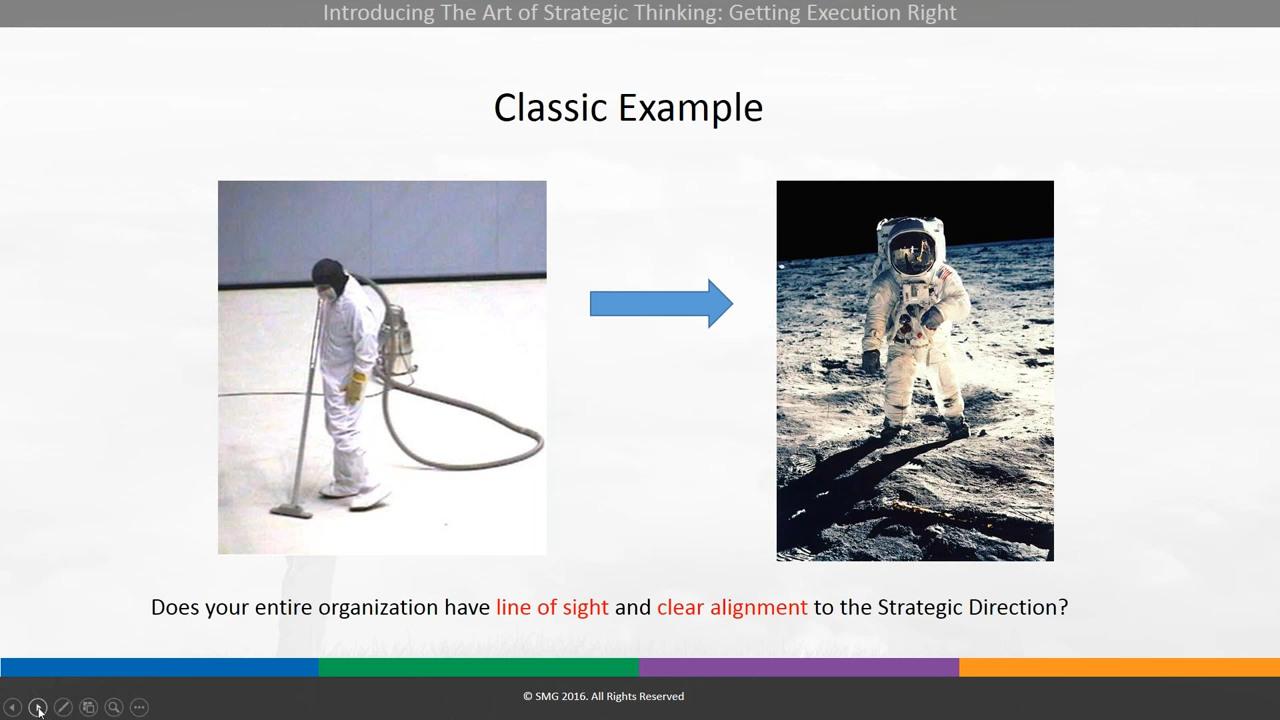 Introducing The Art of Strategic Thinking: Getting Execution Right
Classic Example
Does your entire organization have line of sight and clear alignment to the Strategic Direction?
© SMG 2016. All Rights Reserved